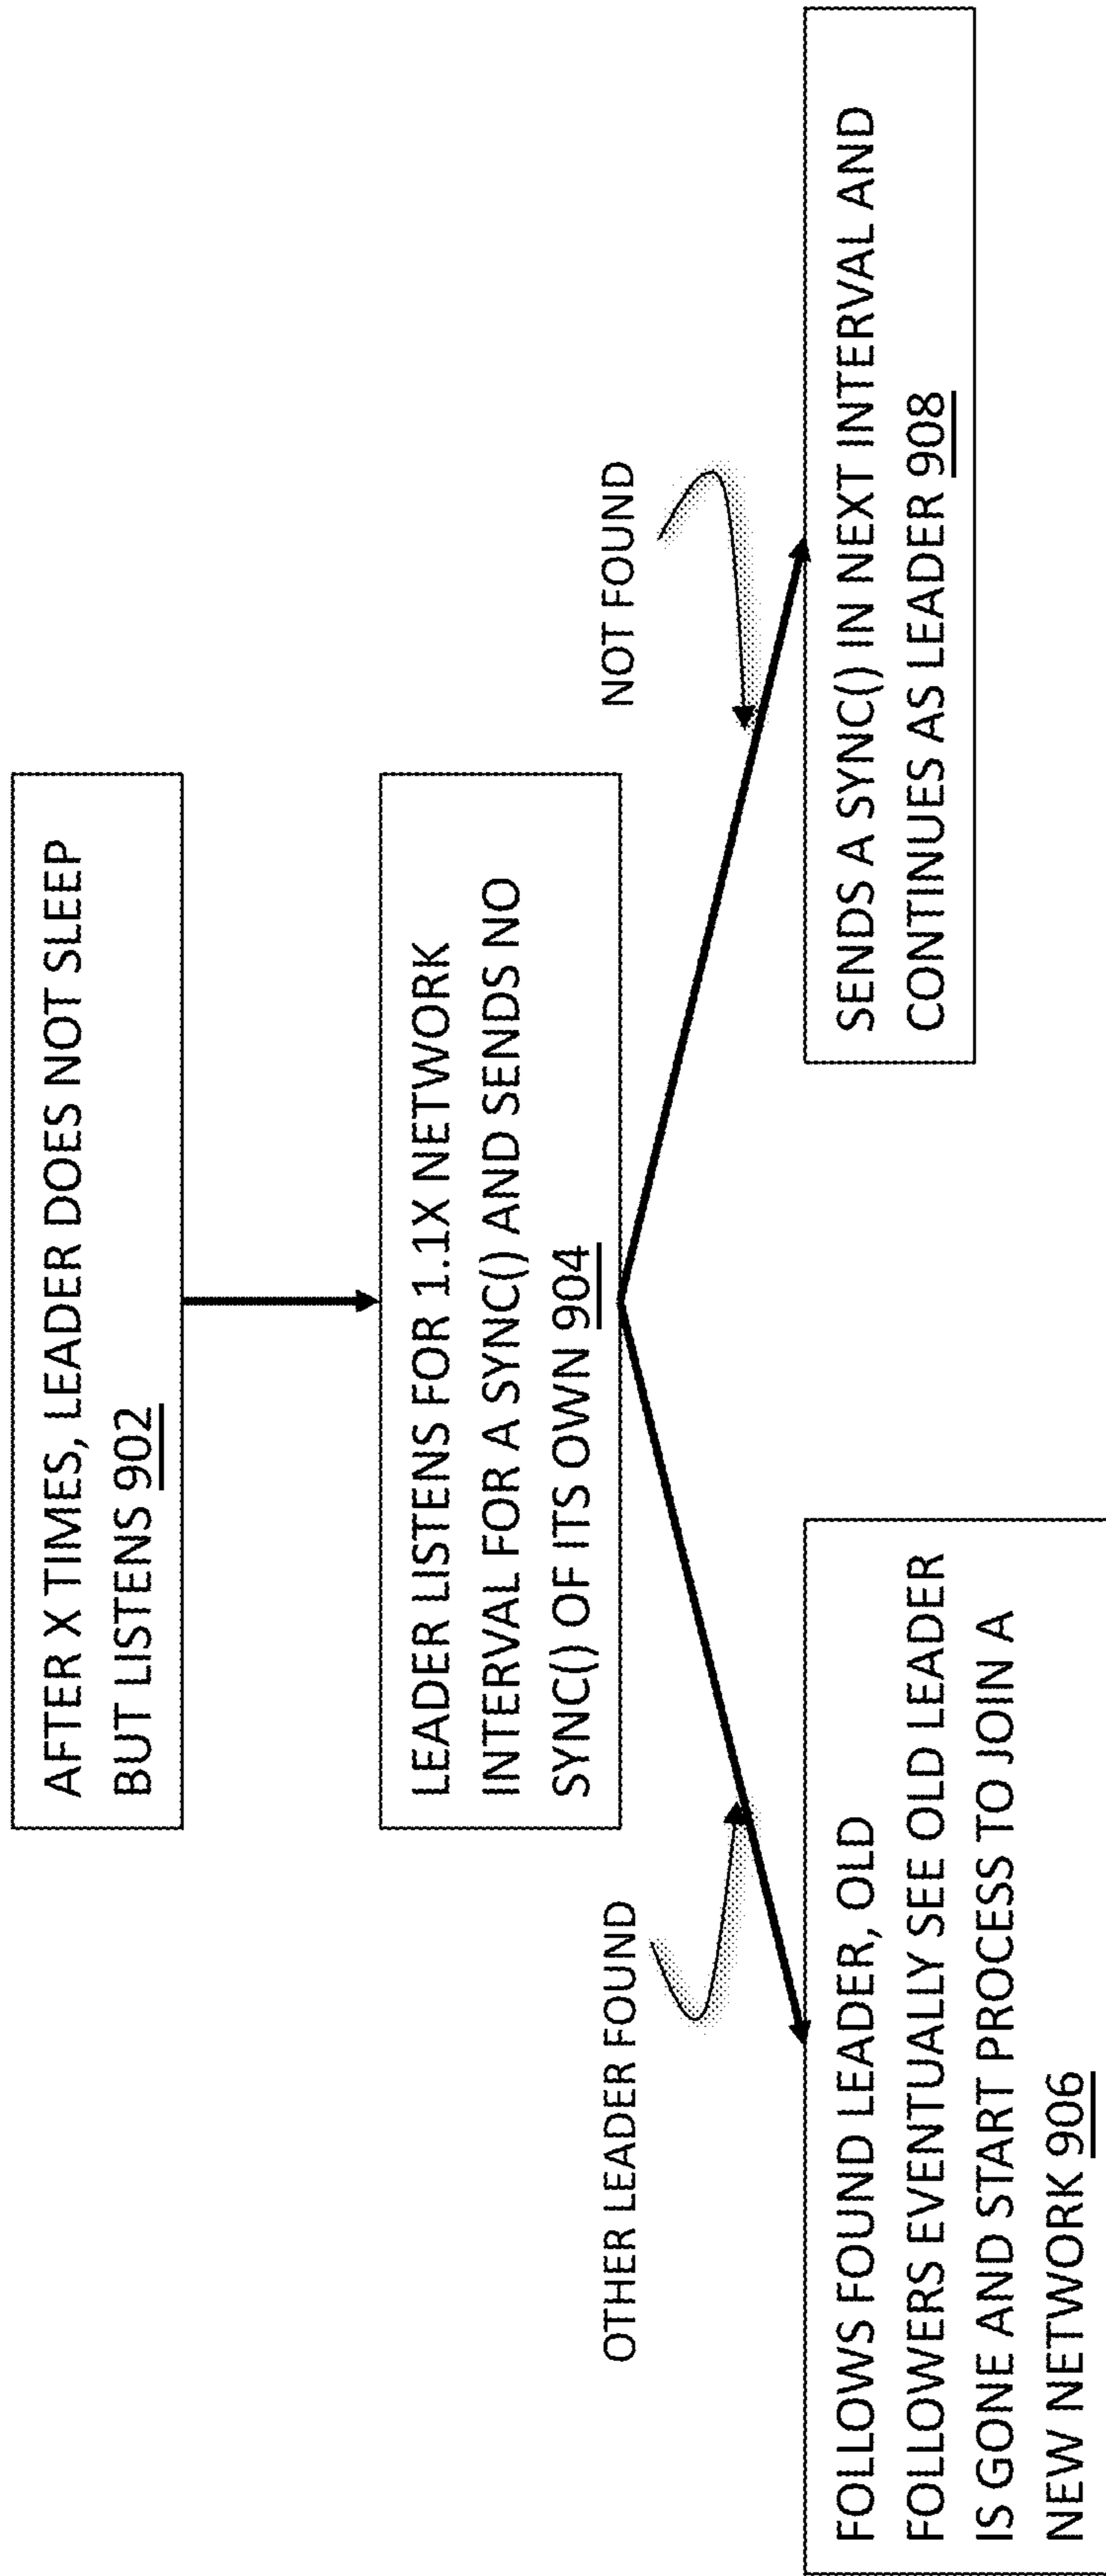 AFTER X TIMES, LEADER DOES NOT SLEEP
BUT LISTENS 902
LEADER LISTENS FOR 1.1X NETWORK
INTERVAL FOR A SYNC() AND SENDS NO
SYNC() OF ITS OWN 904
OTHER LEADER FOUND
NOT FOUND
FOLLOWS FOUND LEADER, OLD
FOLLOWERS EVENTUALLY SEE OLD LEADER
IS GONE AND START PROCESS TO JOIN A
NEW NETWORK 906
SENDS A SYNC() IN NEXT INTERVAL AND
CONTINUES AS LEADER 908